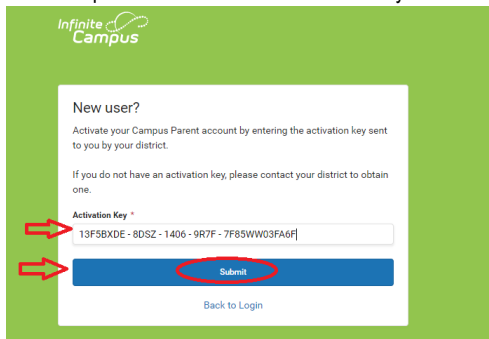 Infinite
Campus
New user?
Activate your Campus Parent account by entering the activation key sent
to you by your district.
If you do not have an activation key, please contact your district to obtain
one.
Activation Key *
13F5BXDE - 8DSZ - 1406 - 9R7F - 7F85WW03FA6F
Submit
Back to Login